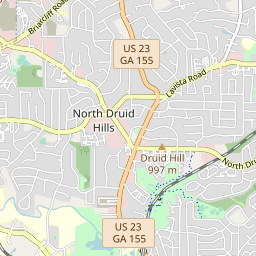 Briarcliff Road
US 23
GA 155
Lavista Road
North Druid
Hills
Druid Hill
997 m
North Dr
US 23
GA 155